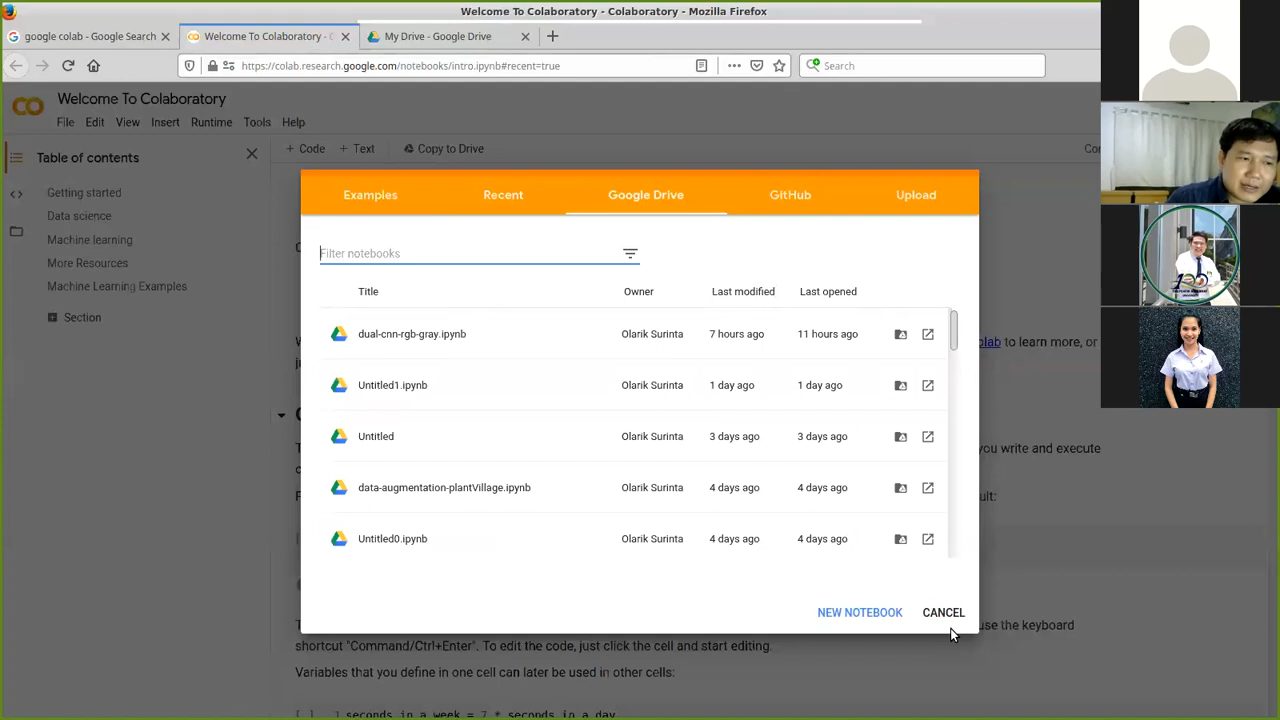 Welcome To Colaboratory - Colaboratory - Mozilla Firefox
google colab - Google Search
Welcome To Colaboratory - C
My Drive - Google Drive
https://colab.research.google.com/notebooks/intro.ipynb#recent=true
Search
Welcome To Colaboratory
File Edit View Insert Runtime Tools Help
Table of contents
+ Code + Text Copy to Drive
Getting started
Data science
Machine learning
More Resources
Machine Learning Examples
Section
Examples Recent Google Drive GitHub Upload
Filter notebooks
Title Owner Last modified Last opened
dual-cnn-rgb-gray.ipynb Olarik Surinta 7 hours ago 11 hours ago
Untitled1.ipynb Olarik Surinta 1 day ago 1 day ago
Untitled Olarik Surinta 3 days ago 3 days ago
data-augmentation-plantVillage.ipynb Olarik Surinta 4 days ago 4 days ago
Untitled0.ipynb Olarik Surinta 4 days ago 4 days ago
NEW NOTEBOOK CANCEL
to learn more, or
you write and execute
use the keyboard
shortcut "Command/Ctrl+Enter". To edit the code, just click the cell and start editing.
Variables that you define in one cell can later be used in other cells:
[ ] seconds in a week = 7 * seconds in a day